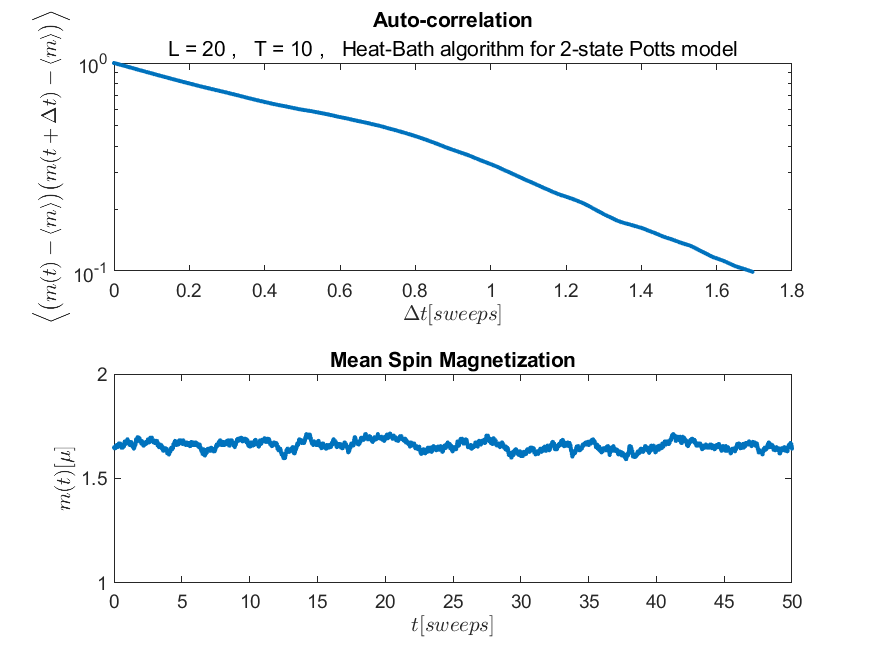 Auto-correlation
L = 20 , T = 10 , Heat-Bath algorithm for 2-state Potts model
⟨(m(t) − ⟨m⟩)(m(t + Δt) − ⟨m⟩)⟩
10^0
10^-1
0 0.2 0.4 0.6 0.8 1 1.2 1.4 1.6 1.8
Δt[sweeps]
Mean Spin Magnetization
m(t)[μ]
2
1.5
1
0 5 10 15 20 25 30 35 40 45 50
t[sweeps]